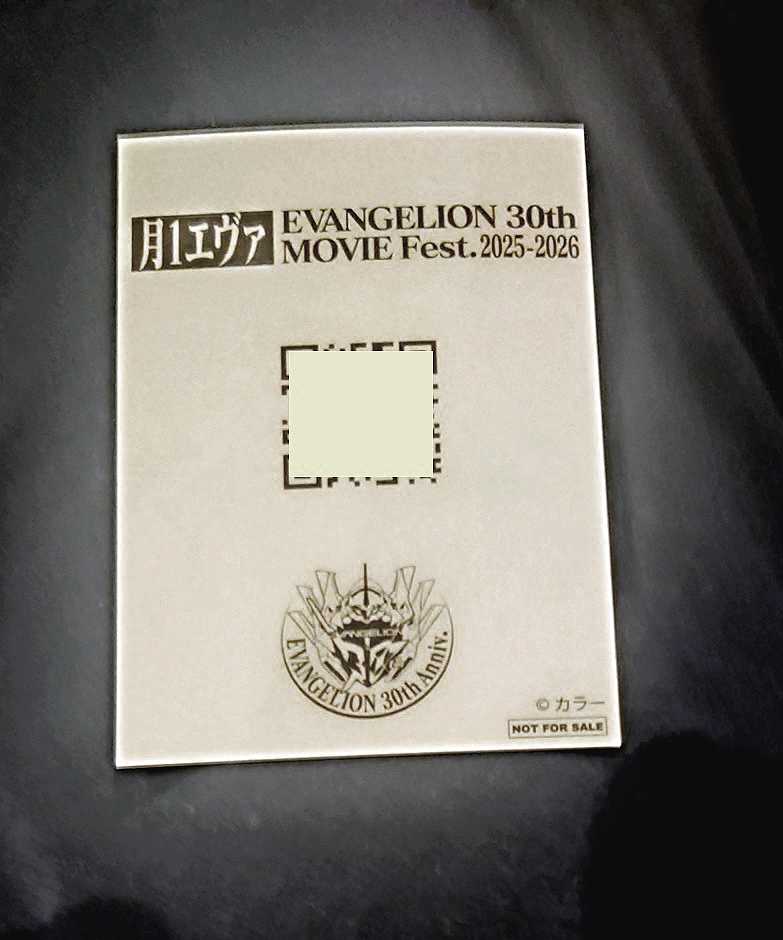 月1エヴァ
EVANGELION 30th
MOVIE Fest. 2025-2026
EVANGELION
EVANGELION 30th Anniv.
© カラー
NOT FOR SALE